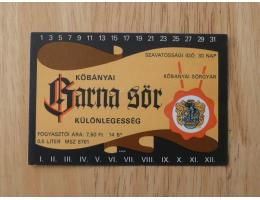 1 3 5 7 9 11 13 15 17 19 21 23 25 27 29 31
SZAVATOSSÁGI IDŐ: 30 NAP
KŐBÁNYAI
KŐBÁNYAI SÖRGYÁR
Barna sör
KÜLÖNLEGESSÉG
FOGYASZTÓI ÁRA: 7,60 Ft 14 B°
0,5 LITER MSZ 8761
I. II. III. IV. V. VI. VII. VIII. IX. X. XI. XII.